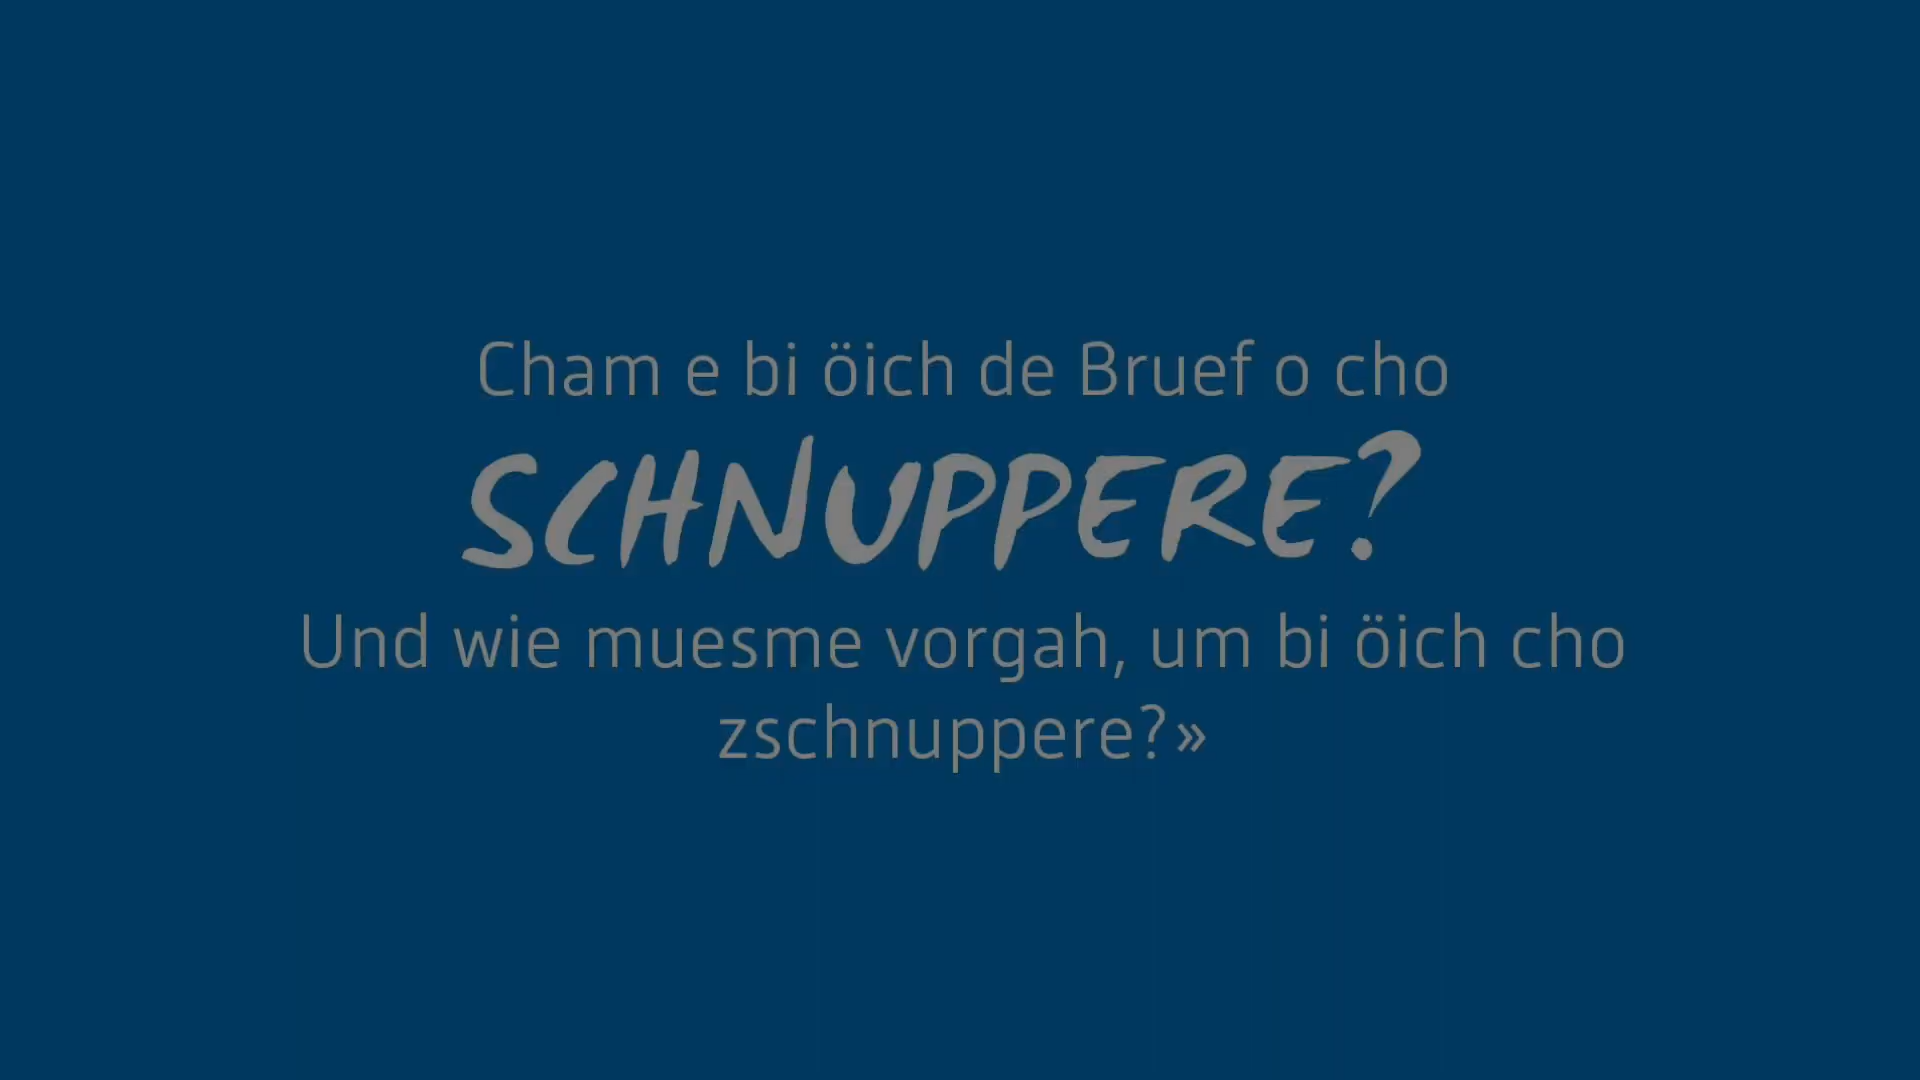 Cham e bi öich de Bruef o cho
SCHNUPPERE?
Und wie muesme vorgah, um bi öich cho
zschnuppere?»